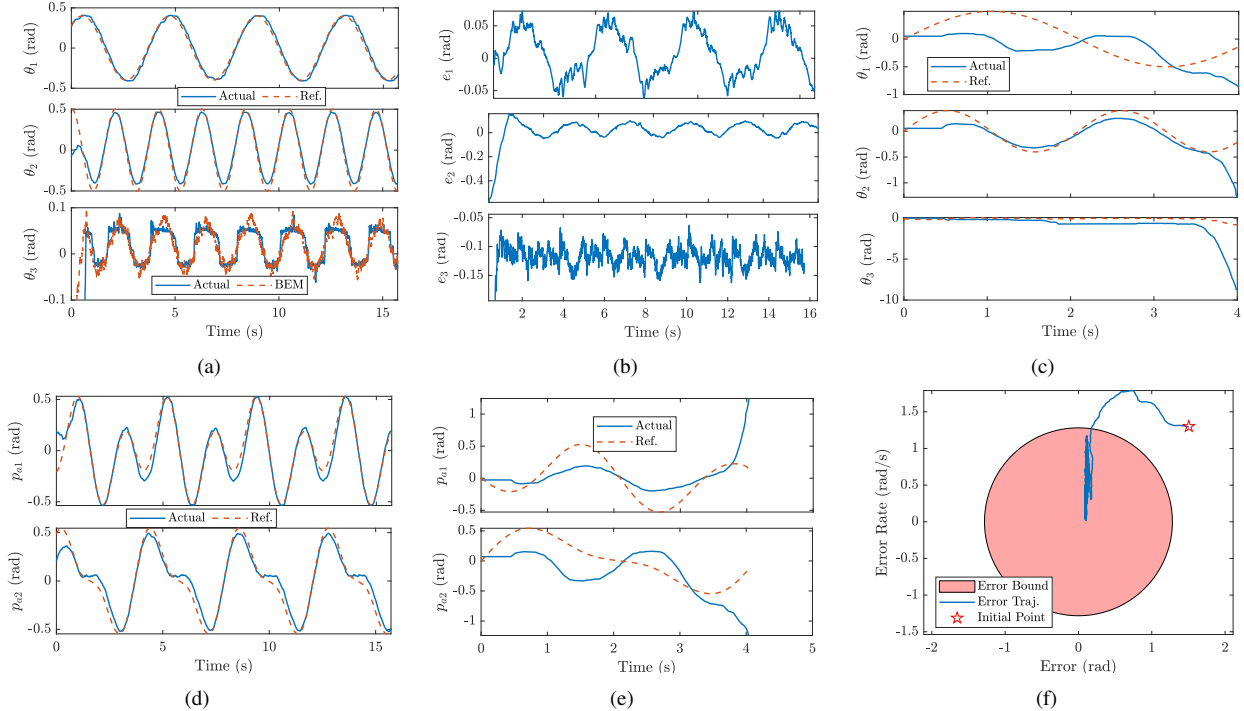 0.4
0
-0.4
θ1 (rad)
Actual Ref.
0.5
0
-0.5
θ2 (rad)
0.1
0
0.1
θ3 (rad)
Actual BEM
0 5 10 15
Time (s)
(a)
0.05
0
-0.05
e1 (rad)
0
-0.2
-0.4
e2 (rad)
-0.05
-0.1
-0.15
e3 (rad)
2 4 6 8 10 12 14 16
Time (s)
(b)
0.5
0
-0.5
-1
θ1 (rad)
Actual
Ref.
0.4
0
-0.5
-1
θ2 (rad)
0
-5
-10
θ3 (rad)
0 1 2 3 4
Time (s)
(c)
0.5
0
-0.5
pa1 (rad)
Actual Ref.
0.5
0
-0.5
pa2 (rad)
0 5 10 15
Time (s)
(d)
1
0.5
0
-0.5
pa1 (rad)
Actual
Ref.
0.5
0
-0.5
-1
pa2 (rad)
0 1 2 3 4 5
Time (s)
(e)
1.5
1
0.5
0
-0.5
-1
-1.5
Error Rate (rad/s)
Error Bound
Error Traj.
Initial Point
-2 -1 0 1 2
Error (rad)
(f)